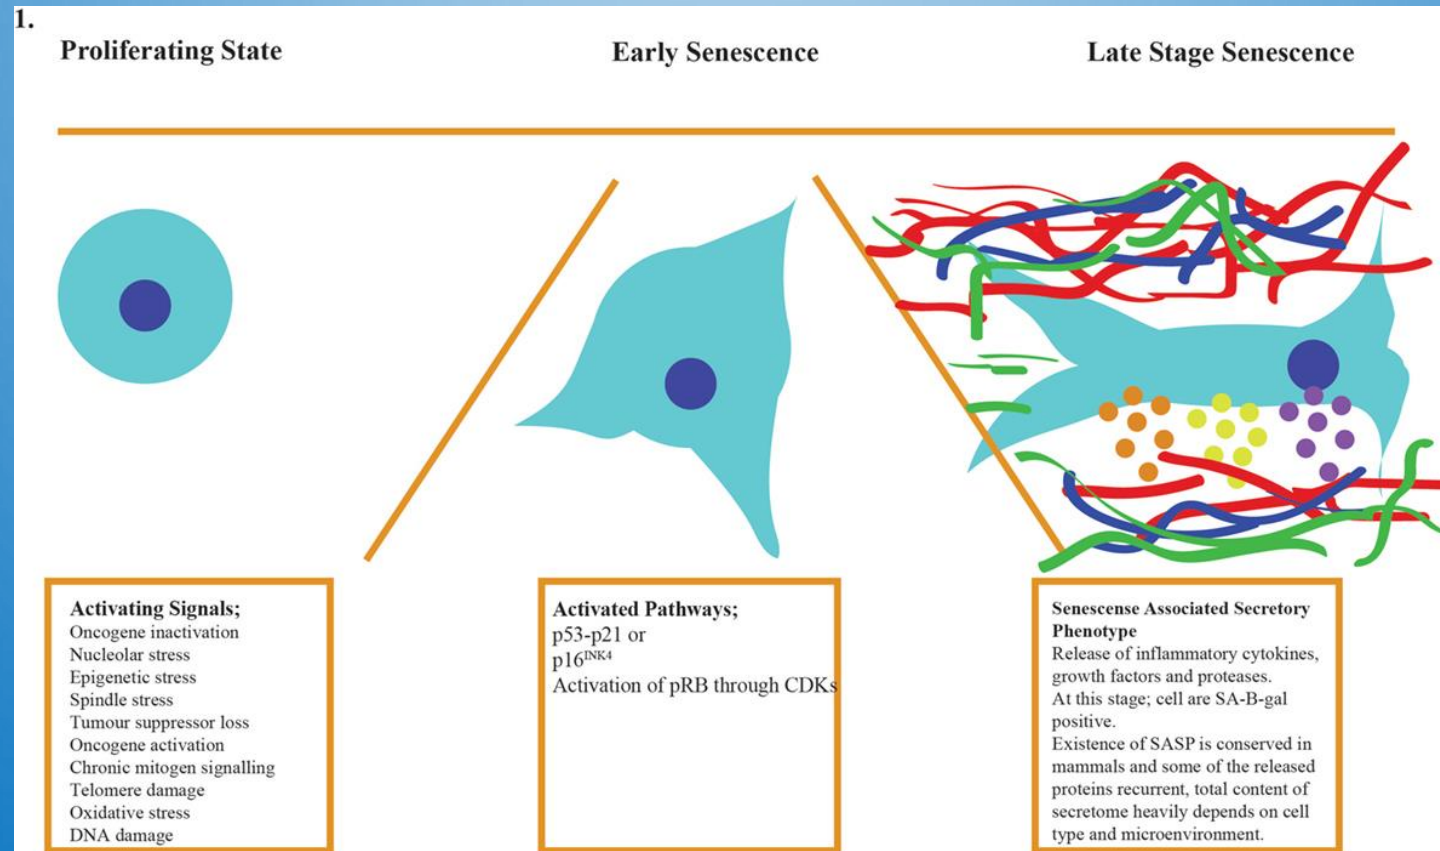 1.
Proliferating State
Early Senescence
Late Stage Senescence
Activating Signals;
Oncogene inactivation
Nucleolar stress
Epigenetic stress
Spindle stress
Tumour suppressor loss
Oncogene activation
Chronic mitogen signalling
Telomere damage
Oxidative stress
DNA damage
Activated Pathways;
p53-p21 or
p16INK4
Activation of pRB through CDKs
Senescense Associated Secretory
Phenotype
Release of inflammatory cytokines,
growth factors and proteases.
At this stage; cell are SA-B-gal
positive.
Existence of SASP is conserved in
mammals and some of the released
proteins recurrent, total content of
secretome heavily depends on cell
type and microenvironment.